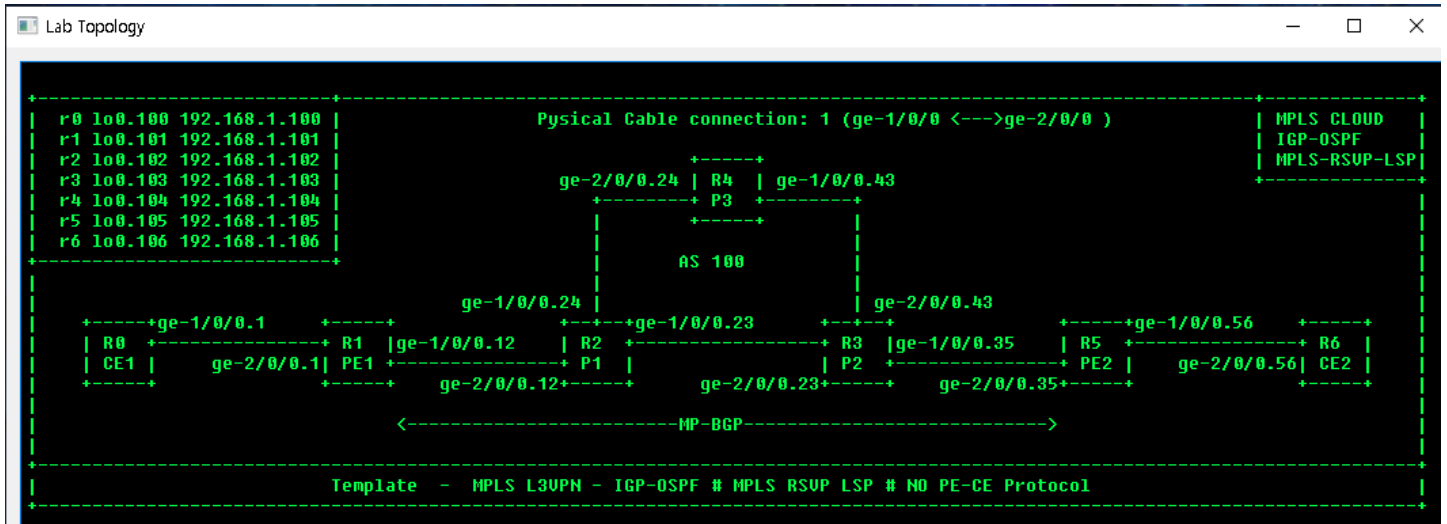 Lab Topology
r0 lo0.100 192.168.1.100
r1 lo0.101 192.168.1.101
r2 lo0.102 192.168.1.102
r3 lo0.103 192.168.1.103
r4 lo0.104 192.168.1.104
r5 lo0.105 192.168.1.105
r6 lo0.106 192.168.1.106
Pysical Cable connection: 1 (ge-1/0/0 <--->ge-2/0/0 )
MPLS CLOUD
IGP-OSPF
MPLS-RSVP-LSP
ge-2/0/0.24 | R4 | ge-1/0/0.43
P3
AS 100
ge-1/0/0.24 ge-2/0/0.43
ge-1/0/0.1 ge-1/0/0.23 ge-1/0/0.56
R0 R1 ge-1/0/0.12 R2 R3 ge-1/0/0.35 R5 R6
CE1 ge-2/0/0.1 PE1 P1 P2 PE2 ge-2/0/0.56 CE2
ge-2/0/0.12 ge-2/0/0.23 ge-2/0/0.35
<--------------------------MP-BGP--------------------------->
Template - MPLS L3VPN - IGP-OSPF # MPLS RSVP LSP # NO PE-CE Protocol